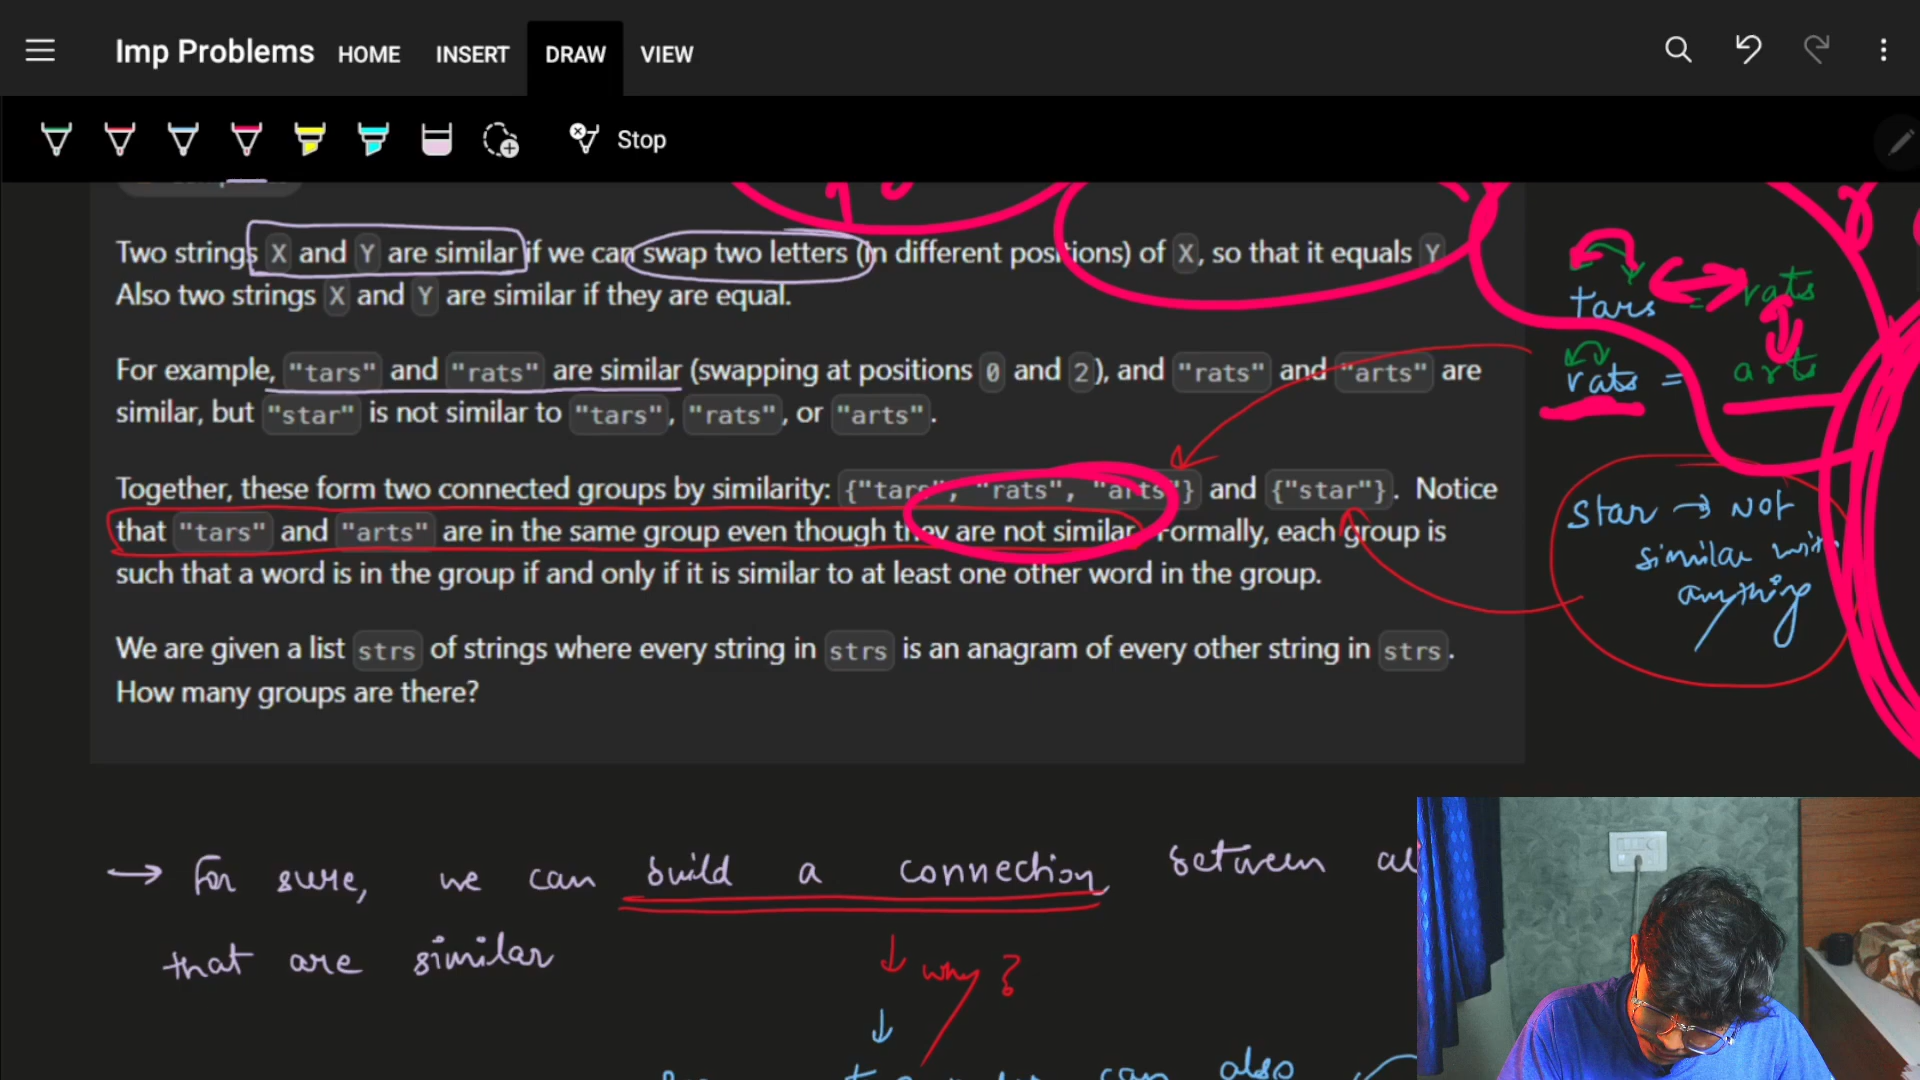 Imp Problems HOME INSERT DRAW VIEW
Stop
Two strings X and Y are similar if we can swap two letters (in different positions) of X, so that it equals Y
Also two strings X and Y are similar if they are equal.
tars = rats
For example, "tars" and "rats" are similar (swapping at positions 0 and 2), and "rats" and "arts" are
rats = arts
similar, but "star" is not similar to "tars", "rats", or "arts".
Together, these form two connected groups by similarity: {"tars", "rats", "arts"} and {"star"}. Notice
that "tars" and "arts" are in the same group even though they are not similar. Formally, each group is
such that a word is in the group if and only if it is similar to at least one other word in the group.
star → NOT
similar with
anything
We are given a list strs of strings where every string in strs is an anagram of every other string in strs.
How many groups are there?
→ For sure, we can build a connection between
that are similar
↓ why ?
↓
can also